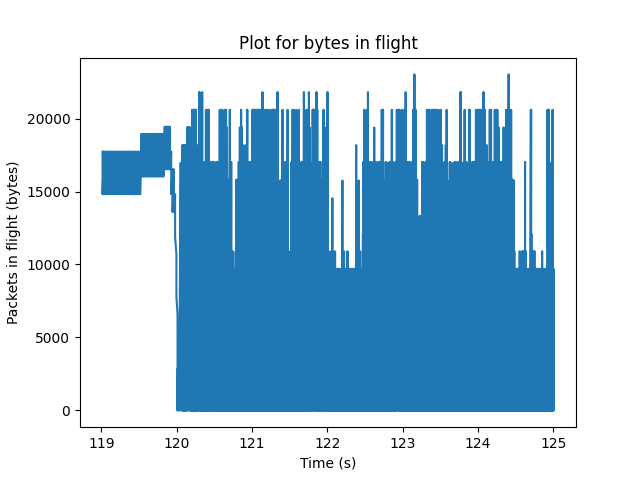 Plot for bytes in flight
Packets in flight (bytes)
20000
15000
10000
5000
0
119 120 121 122 123 124 125
Time (s)